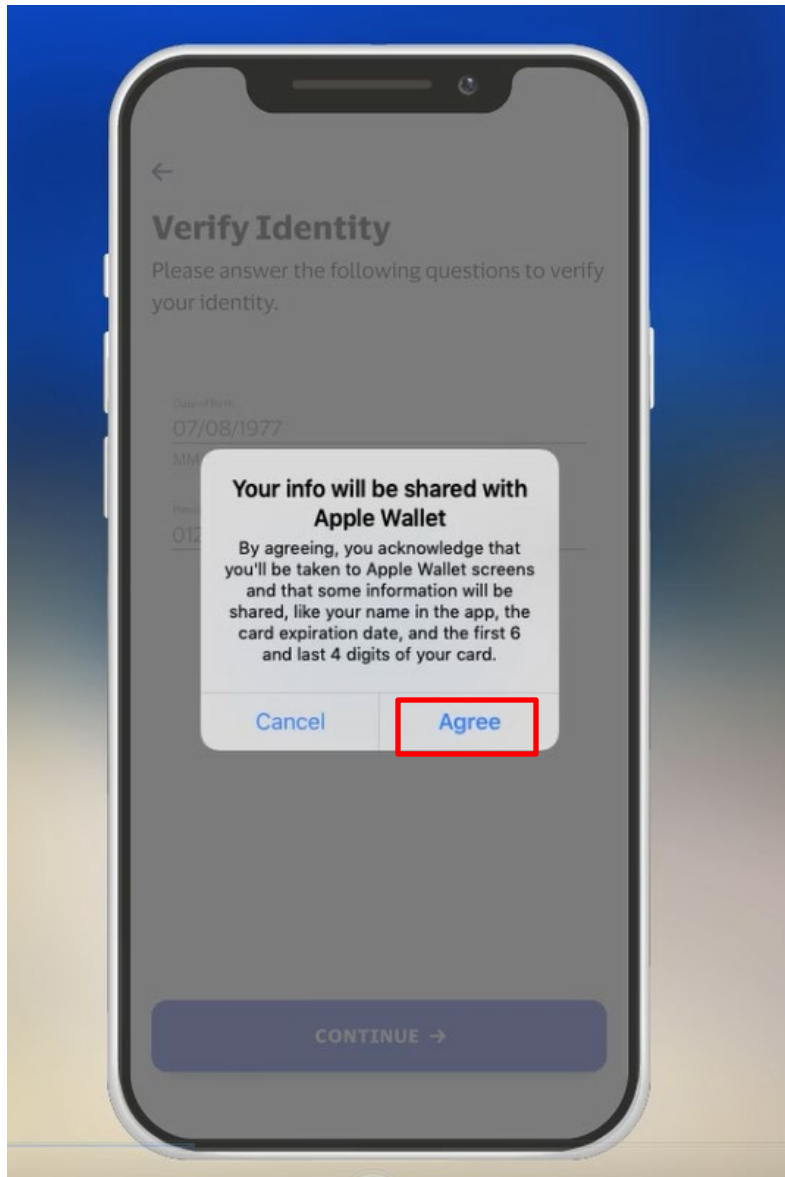 ←
Verify Identity
Please answer the following questions to verify
your identity.
Date of Birth
07/08/1977
MM
Your info will be shared with
Apple Wallet
012
By agreeing, you acknowledge that
you'll be taken to Apple Wallet screens
and that some information will be
shared, like your name in the app, the
card expiration date, and the first 6
and last 4 digits of your card.
Cancel
Agree
CONTINUE →